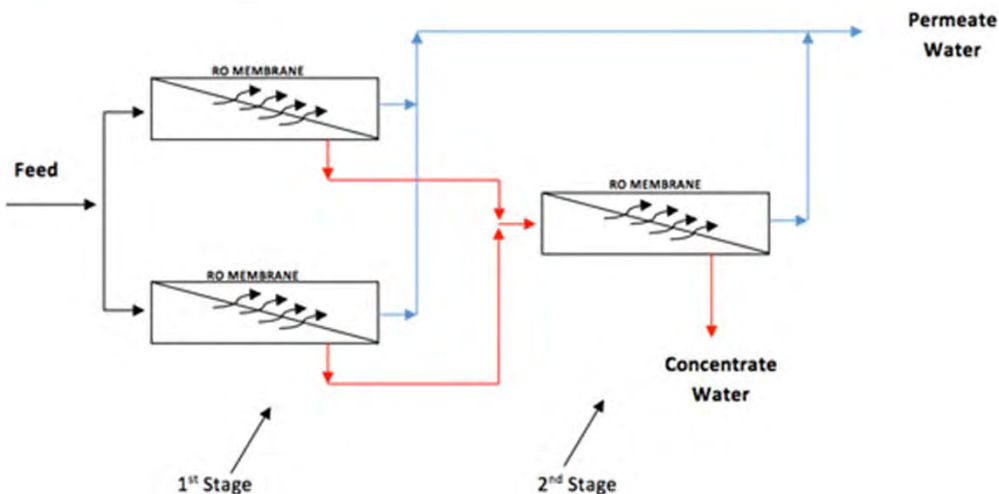 Permeate
Water
RO MEMBRANE
Feed
RO MEMBRANE
RO MEMBRANE
Concentrate
Water
1st Stage
2nd Stage